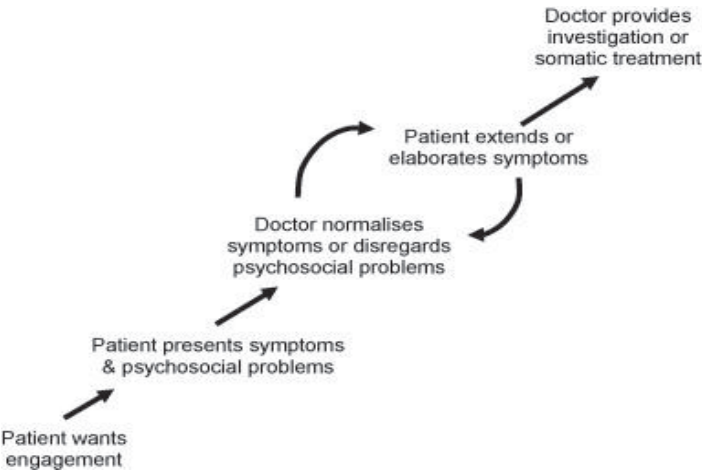 Doctor provides
investigation or
somatic treatment
Patient extends or
elaborates symptoms
Doctor normalises
symptoms or disregards
psychosocial problems
Patient presents symptoms
& psychosocial problems
Patient wants
engagement